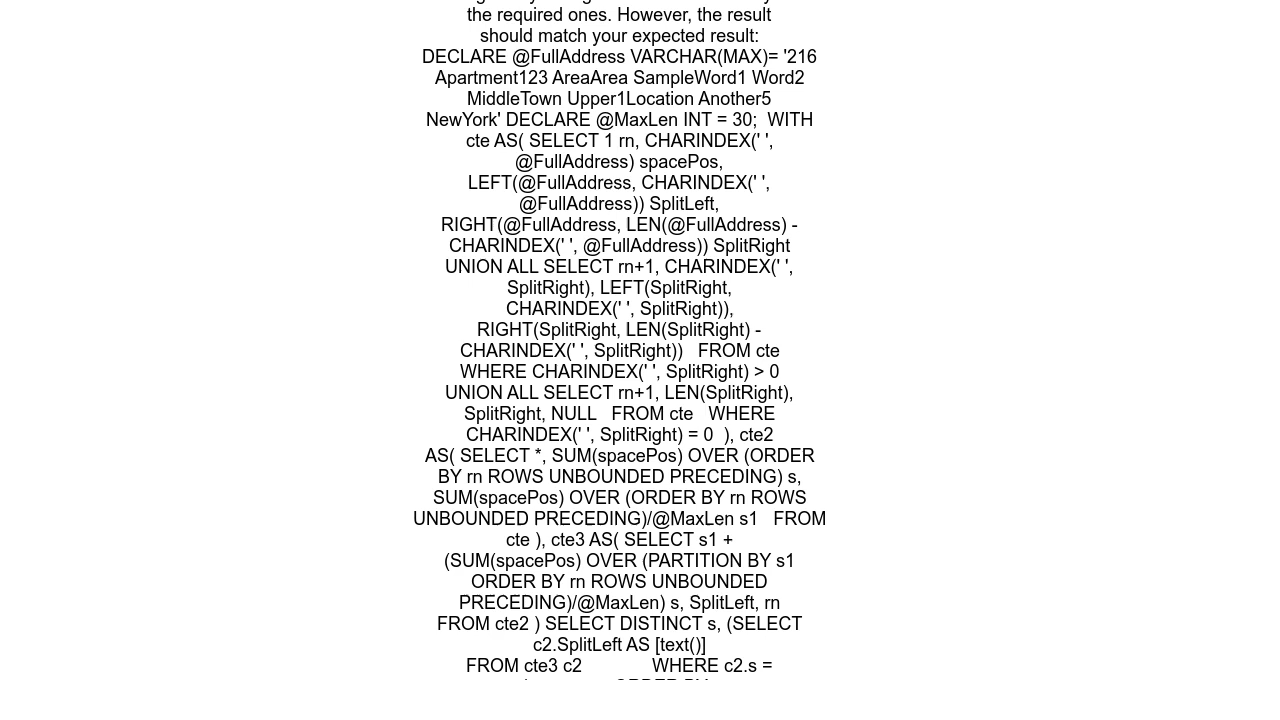 the required ones. However, the result
should match your expected result:
DECLARE @FullAddress VARCHAR(MAX)= '216
Apartment123 AreaArea SampleWord1 Word2
MiddleTown Upper1Location Another5
NewYork' DECLARE @MaxLen INT = 30;  WITH
cte AS( SELECT 1 rn, CHARINDEX(' ',
@FullAddress) spacePos,
LEFT(@FullAddress, CHARINDEX(' ',
@FullAddress)) SplitLeft,
RIGHT(@FullAddress, LEN(@FullAddress) -
CHARINDEX(' ', @FullAddress)) SplitRight
UNION ALL SELECT rn+1, CHARINDEX(' ',
SplitRight), LEFT(SplitRight,
CHARINDEX(' ', SplitRight)),
RIGHT(SplitRight, LEN(SplitRight) -
CHARINDEX(' ', SplitRight))   FROM cte
WHERE CHARINDEX(' ', SplitRight) > 0
UNION ALL SELECT rn+1, LEN(SplitRight),
SplitRight, NULL   FROM cte   WHERE
CHARINDEX(' ', SplitRight) = 0  ), cte2
AS( SELECT *, SUM(spacePos) OVER (ORDER
BY rn ROWS UNBOUNDED PRECEDING) s,
SUM(spacePos) OVER (ORDER BY rn ROWS
UNBOUNDED PRECEDING)/@MaxLen s1   FROM
cte ), cte3 AS( SELECT s1 +
(SUM(spacePos) OVER (PARTITION BY s1
ORDER BY rn ROWS UNBOUNDED
PRECEDING)/@MaxLen) s, SplitLeft, rn
FROM cte2 ) SELECT DISTINCT s, (SELECT
c2.SplitLeft AS [text()]
FROM cte3 c2              WHERE c2.s =